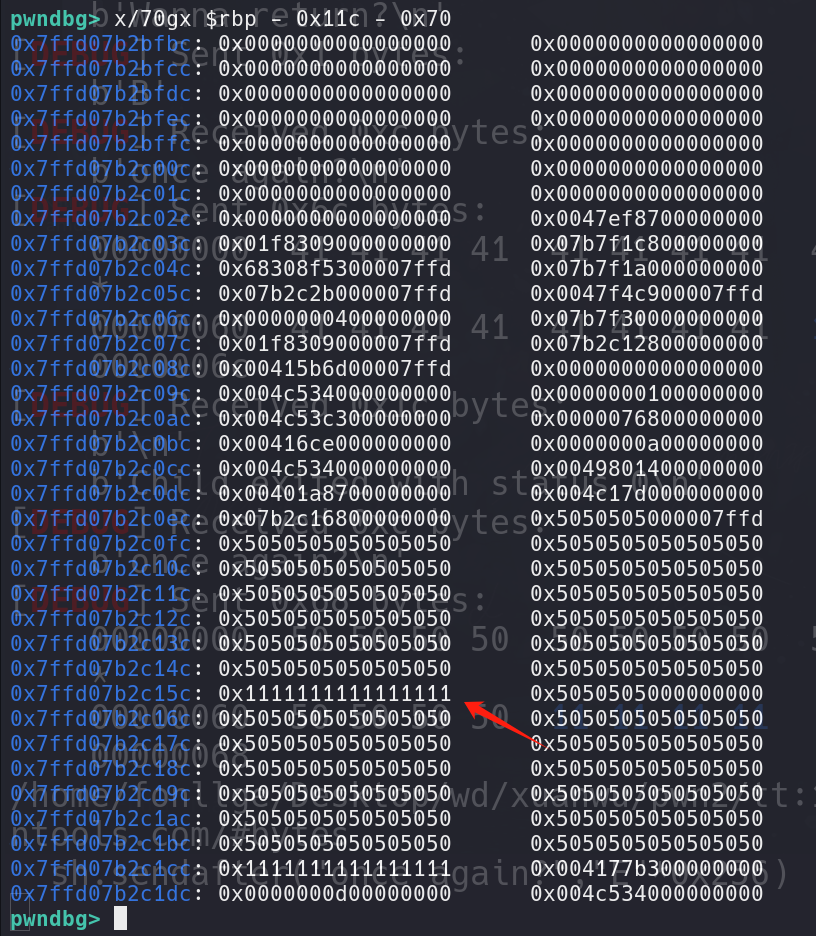 pwndbg> x/70gx $rbp - 0x11c - 0x70
0x7ffd07b2bfbc: 0x0000000000000000 0x0000000000000000
0x7ffd07b2bfcc: 0x0000000000000000 0x0000000000000000
0x7ffd07b2bfdc: 0x0000000000000000 0x0000000000000000
0x7ffd07b2bfec: 0x0000000000000000 0x0000000000000000
0x7ffd07b2bffc: 0x0000000000000000 0x0000000000000000
0x7ffd07b2c00c: 0x0000000000000000 0x0000000000000000
0x7ffd07b2c01c: 0x0000000000000000 0x0000000000000000
0x7ffd07b2c02c: 0x0000000000000000 0x0047ef8700000000
0x7ffd07b2c03c: 0x01f8309000000000 0x07b7f1c800000000
0x7ffd07b2c04c: 0x68308f5300007ffd 0x07b7f1a000000000
0x7ffd07b2c05c: 0x07b2c2b000007ffd 0x0047f4c900007ffd
0x7ffd07b2c06c: 0x0000000400000000 0x07b7f30000000000
0x7ffd07b2c07c: 0x01f8309000000000 0x07b2c12800000000
0x7ffd07b2c08c: 0x00415b6d00007ffd 0x0000000000000000
0x7ffd07b2c09c: 0x004c534000000000 0x0000000100000000
0x7ffd07b2c0ac: 0x004c53c300000000 0x0000076800000000
0x7ffd07b2c0bc: 0x00416ce000000000 0x0000000a00000000
0x7ffd07b2c0cc: 0x004c534000000000 0x0049801400000000
0x7ffd07b2c0dc: 0x00401a8700000000 0x004c17d000000000
0x7ffd07b2c0ec: 0x07b2c16800000000 0x5050505000007ffd
0x7ffd07b2c0fc: 0x5050505050505050 0x5050505050505050
0x7ffd07b2c10c: 0x5050505050505050 0x5050505050505050
0x7ffd07b2c11c: 0x5050505050505050 0x5050505050505050
0x7ffd07b2c12c: 0x5050505050505050 0x5050505050505050
0x7ffd07b2c13c: 0x5050505050505050 0x5050505050505050
0x7ffd07b2c14c: 0x5050505050505050 0x5050505050505050
0x7ffd07b2c15c: 0x1111111111111111 0x5050505000000000
0x7ffd07b2c16c: 0x5050505050505050 0x5050505050505050
0x7ffd07b2c17c: 0x5050505050505050 0x5050505050505050
0x7ffd07b2c18c: 0x5050505050505050 0x5050505050505050
0x7ffd07b2c19c: 0x5050505050505050 0x5050505050505050
0x7ffd07b2c1ac: 0x5050505050505050 0x5050505050505050
0x7ffd07b2c1bc: 0x5050505050505050 0x5050505050505050
0x7ffd07b2c1cc: 0x1111111111111111 0x004177b300000000
0x7ffd07b2c1dc: 0x0000000d00000000 0x004c534000000000
pwndbg>